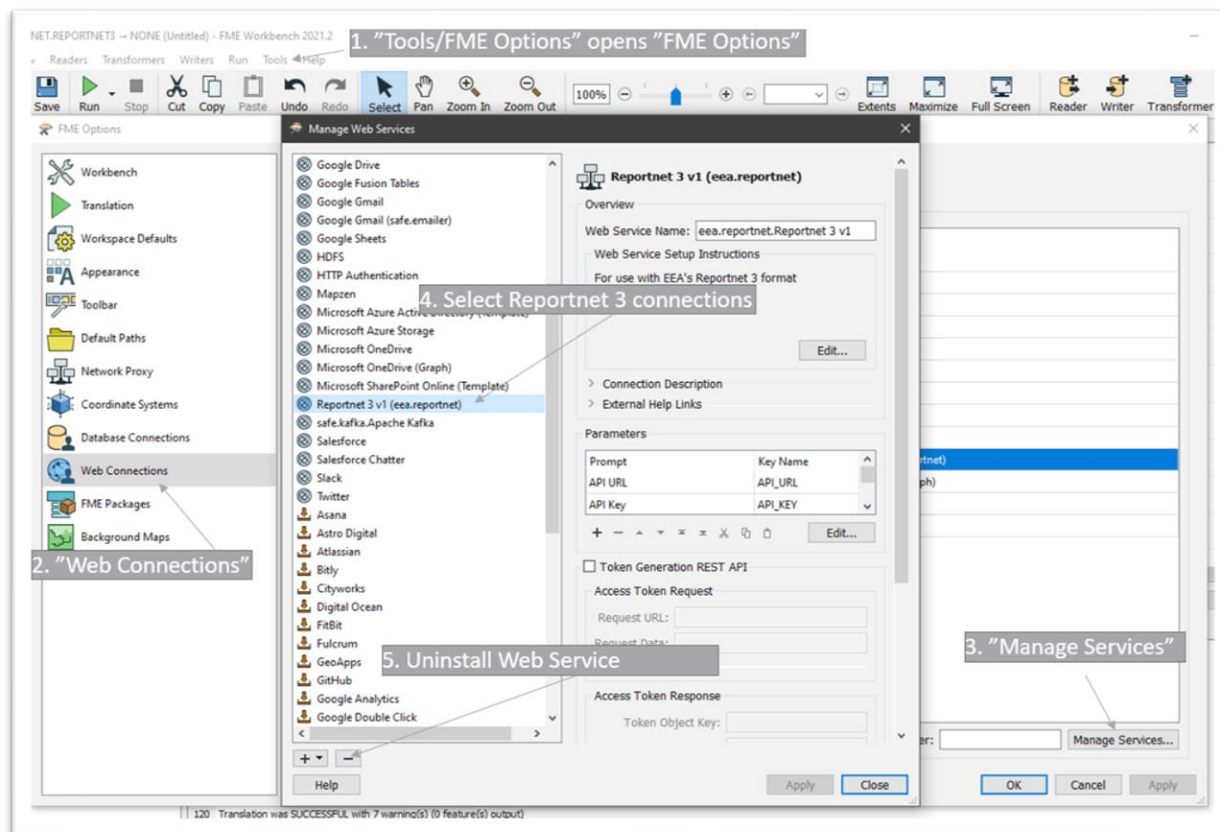 NET.REPORTNET3 -- NONE (Untitled) - FME Workbench 2021.2
1. "Tools/FME Options" opens "FME Options"
Readers Transformers Writers Run Tools Help
Save Run Stop Cut Copy Paste Undo Redo Select Pan Zoom In Zoom Out 100% Extents Maximize Full Screen Reader Writer Transformer
FME Options
Workbench
Translation
Workspace Defaults
Appearance
Toolbar
Default Paths
Network Proxy
Coordinate Systems
Database Connections
Web Connections
FME Packages
Background Maps
2. "Web Connections"
Manage Web Services
Google Drive
Google Fusion Tables
Google Gmail
Google Gmail (safe.emailer)
Google Sheets
HDFS
HTTP Authentication
Mapzen
4. Select Reportnet 3 connections
Microsoft Azure Active Directory (Template)
Microsoft Azure Storage
Microsoft OneDrive
Microsoft OneDrive (Graph)
Microsoft SharePoint Online (Template)
Reportnet 3 v1 (eea.reportnet)
safe.kafka.Apache Kafka
Salesforce
Salesforce Chatter
Slack
Twitter
Asana
Astro Digital
Atlassian
Bitly
Cityworks
Digital Ocean
FitBit
Fulcrum
GeoApps
5. Uninstall Web Service
GitHub
Google Analytics
Google Double Click
Help
Reportnet 3 v1 (eea.reportnet)
Overview
Web Service Name: eea.reportnet.Reportnet 3 v1
Web Service Setup Instructions
For use with EEA's Reportnet 3 format
Edit...
Connection Description
External Help Links
Parameters
Prompt Key Name
API URL API_URL
API Key API_KEY
Edit...
Token Generation REST API
Access Token Request
Request URL:
Request Data:
Access Token Response
Token Object Key:
Apply Close
rtnet)
ph)
3. "Manage Services"
er: Manage Services...
OK Cancel Apply
120 Translation was SUCCESSFUL with 7 warning(s) (0 feature(s) output)